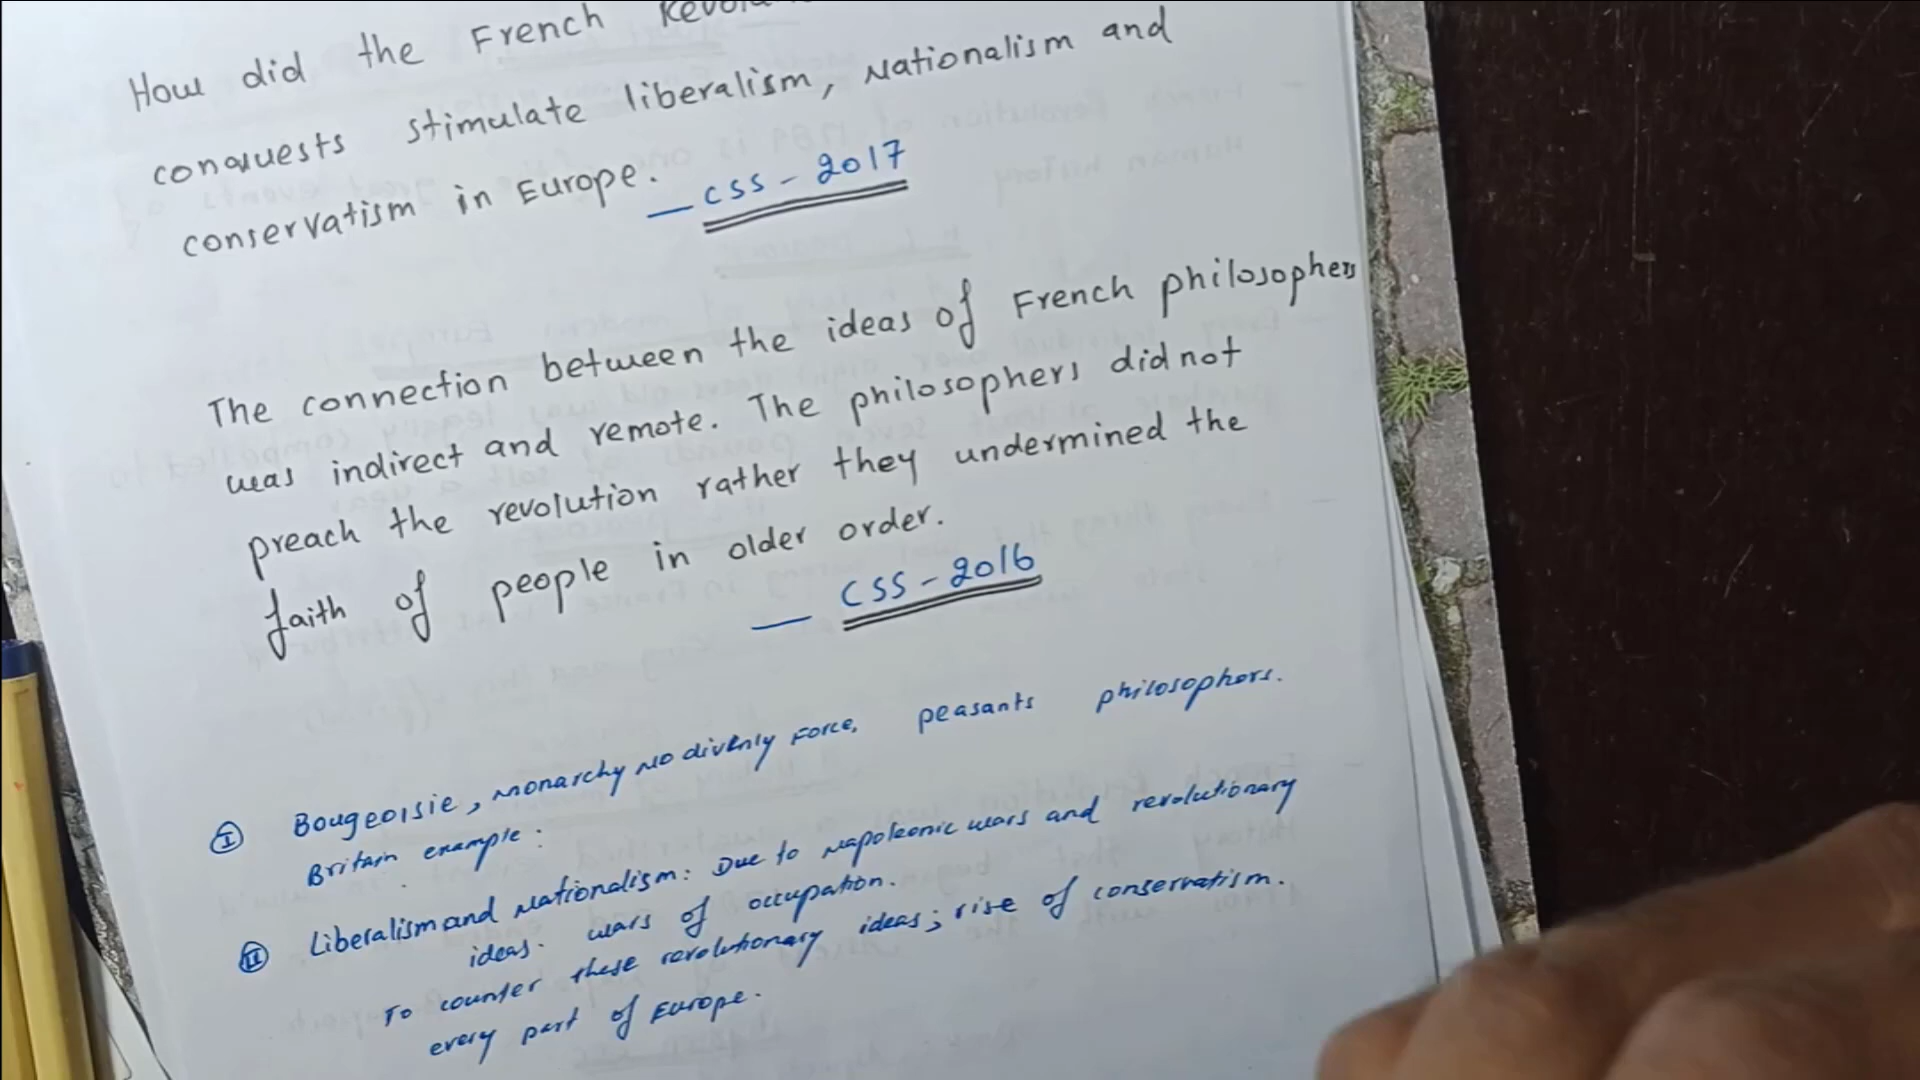 How did the French
conquests stimulate liberalism, Nationalism and
conservatism in Europe.
— CSS - 2017
The connection between the ideas of French philosophers
was indirect and remote. The philosophers did not
preach the revolution rather they undermined the
faith of people in older order.
— CSS - 2016
I Bougeoisie, monarchy no divinly force, peasants philosophers.
Britain example:
II Liberalism and Nationalism: Due to napoleonic wars and revolutionary
ideas. wars of occupation.
To counter these revolutionary ideas; rise of conservatism.
every part of Europe.